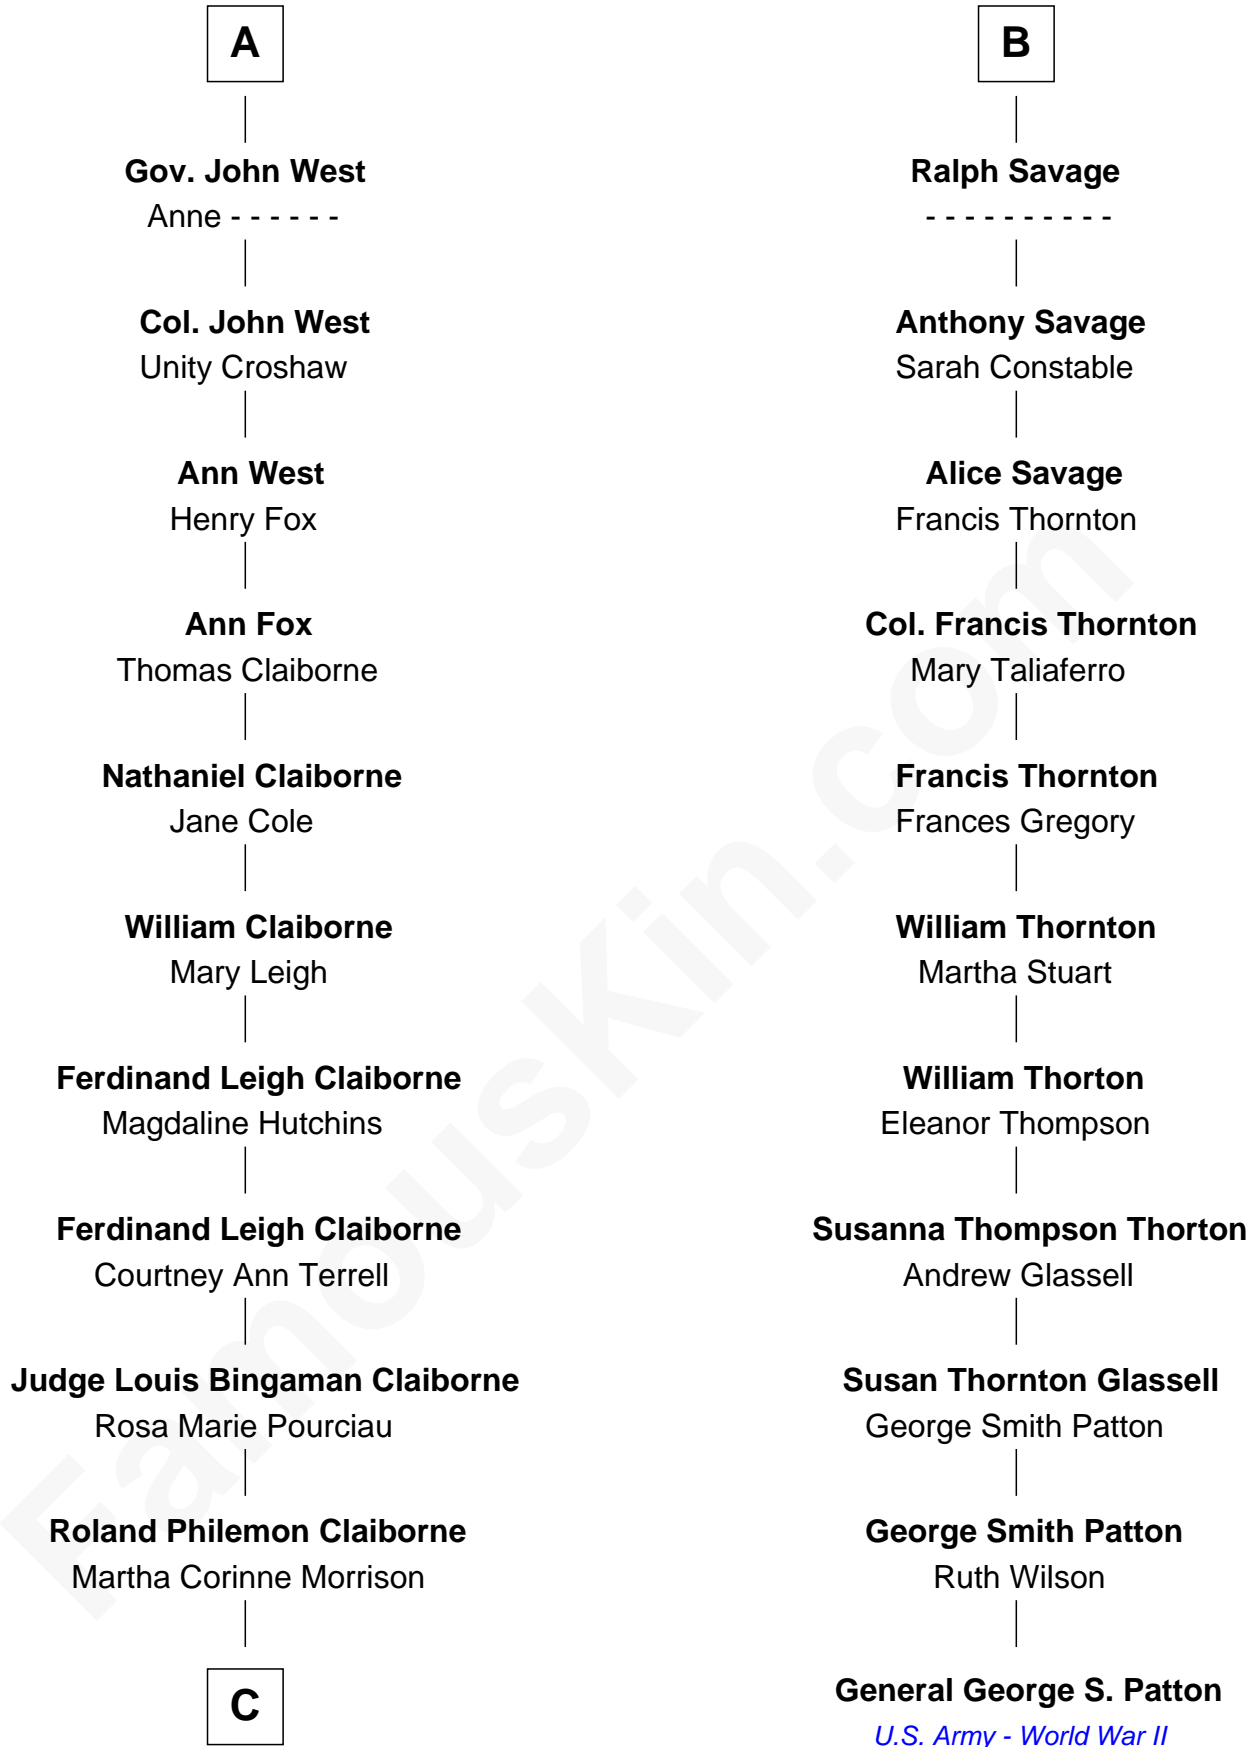 A
Gov. John West
Anne - - - - - -
Col. John West
Unity Croshaw
Ann West
Henry Fox
Ann Fox
Thomas Claiborne
Nathaniel Claiborne
Jane Cole
William Claiborne
Mary Leigh
Ferdinand Leigh Claiborne
Magdaline Hutchins
Ferdinand Leigh Claiborne
Courtney Ann Terrell
Judge Louis Bingaman Claiborne
Rosa Marie Pourciau
Roland Philemon Claiborne
Martha Corinne Morrison
C
B
Ralph Savage
- - - - - - - - - -
Anthony Savage
Sarah Constable
Alice Savage
Francis Thornton
Col. Francis Thornton
Mary Taliaferro
Francis Thornton
Frances Gregory
William Thornton
Martha Stuart
William Thorton
Eleanor Thompson
Susanna Thompson Thorton
Andrew Glassell
Susan Thornton Glassell
George Smith Patton
George Smith Patton
Ruth Wilson
General George S. Patton
U.S. Army - World War II
FamousKin.com